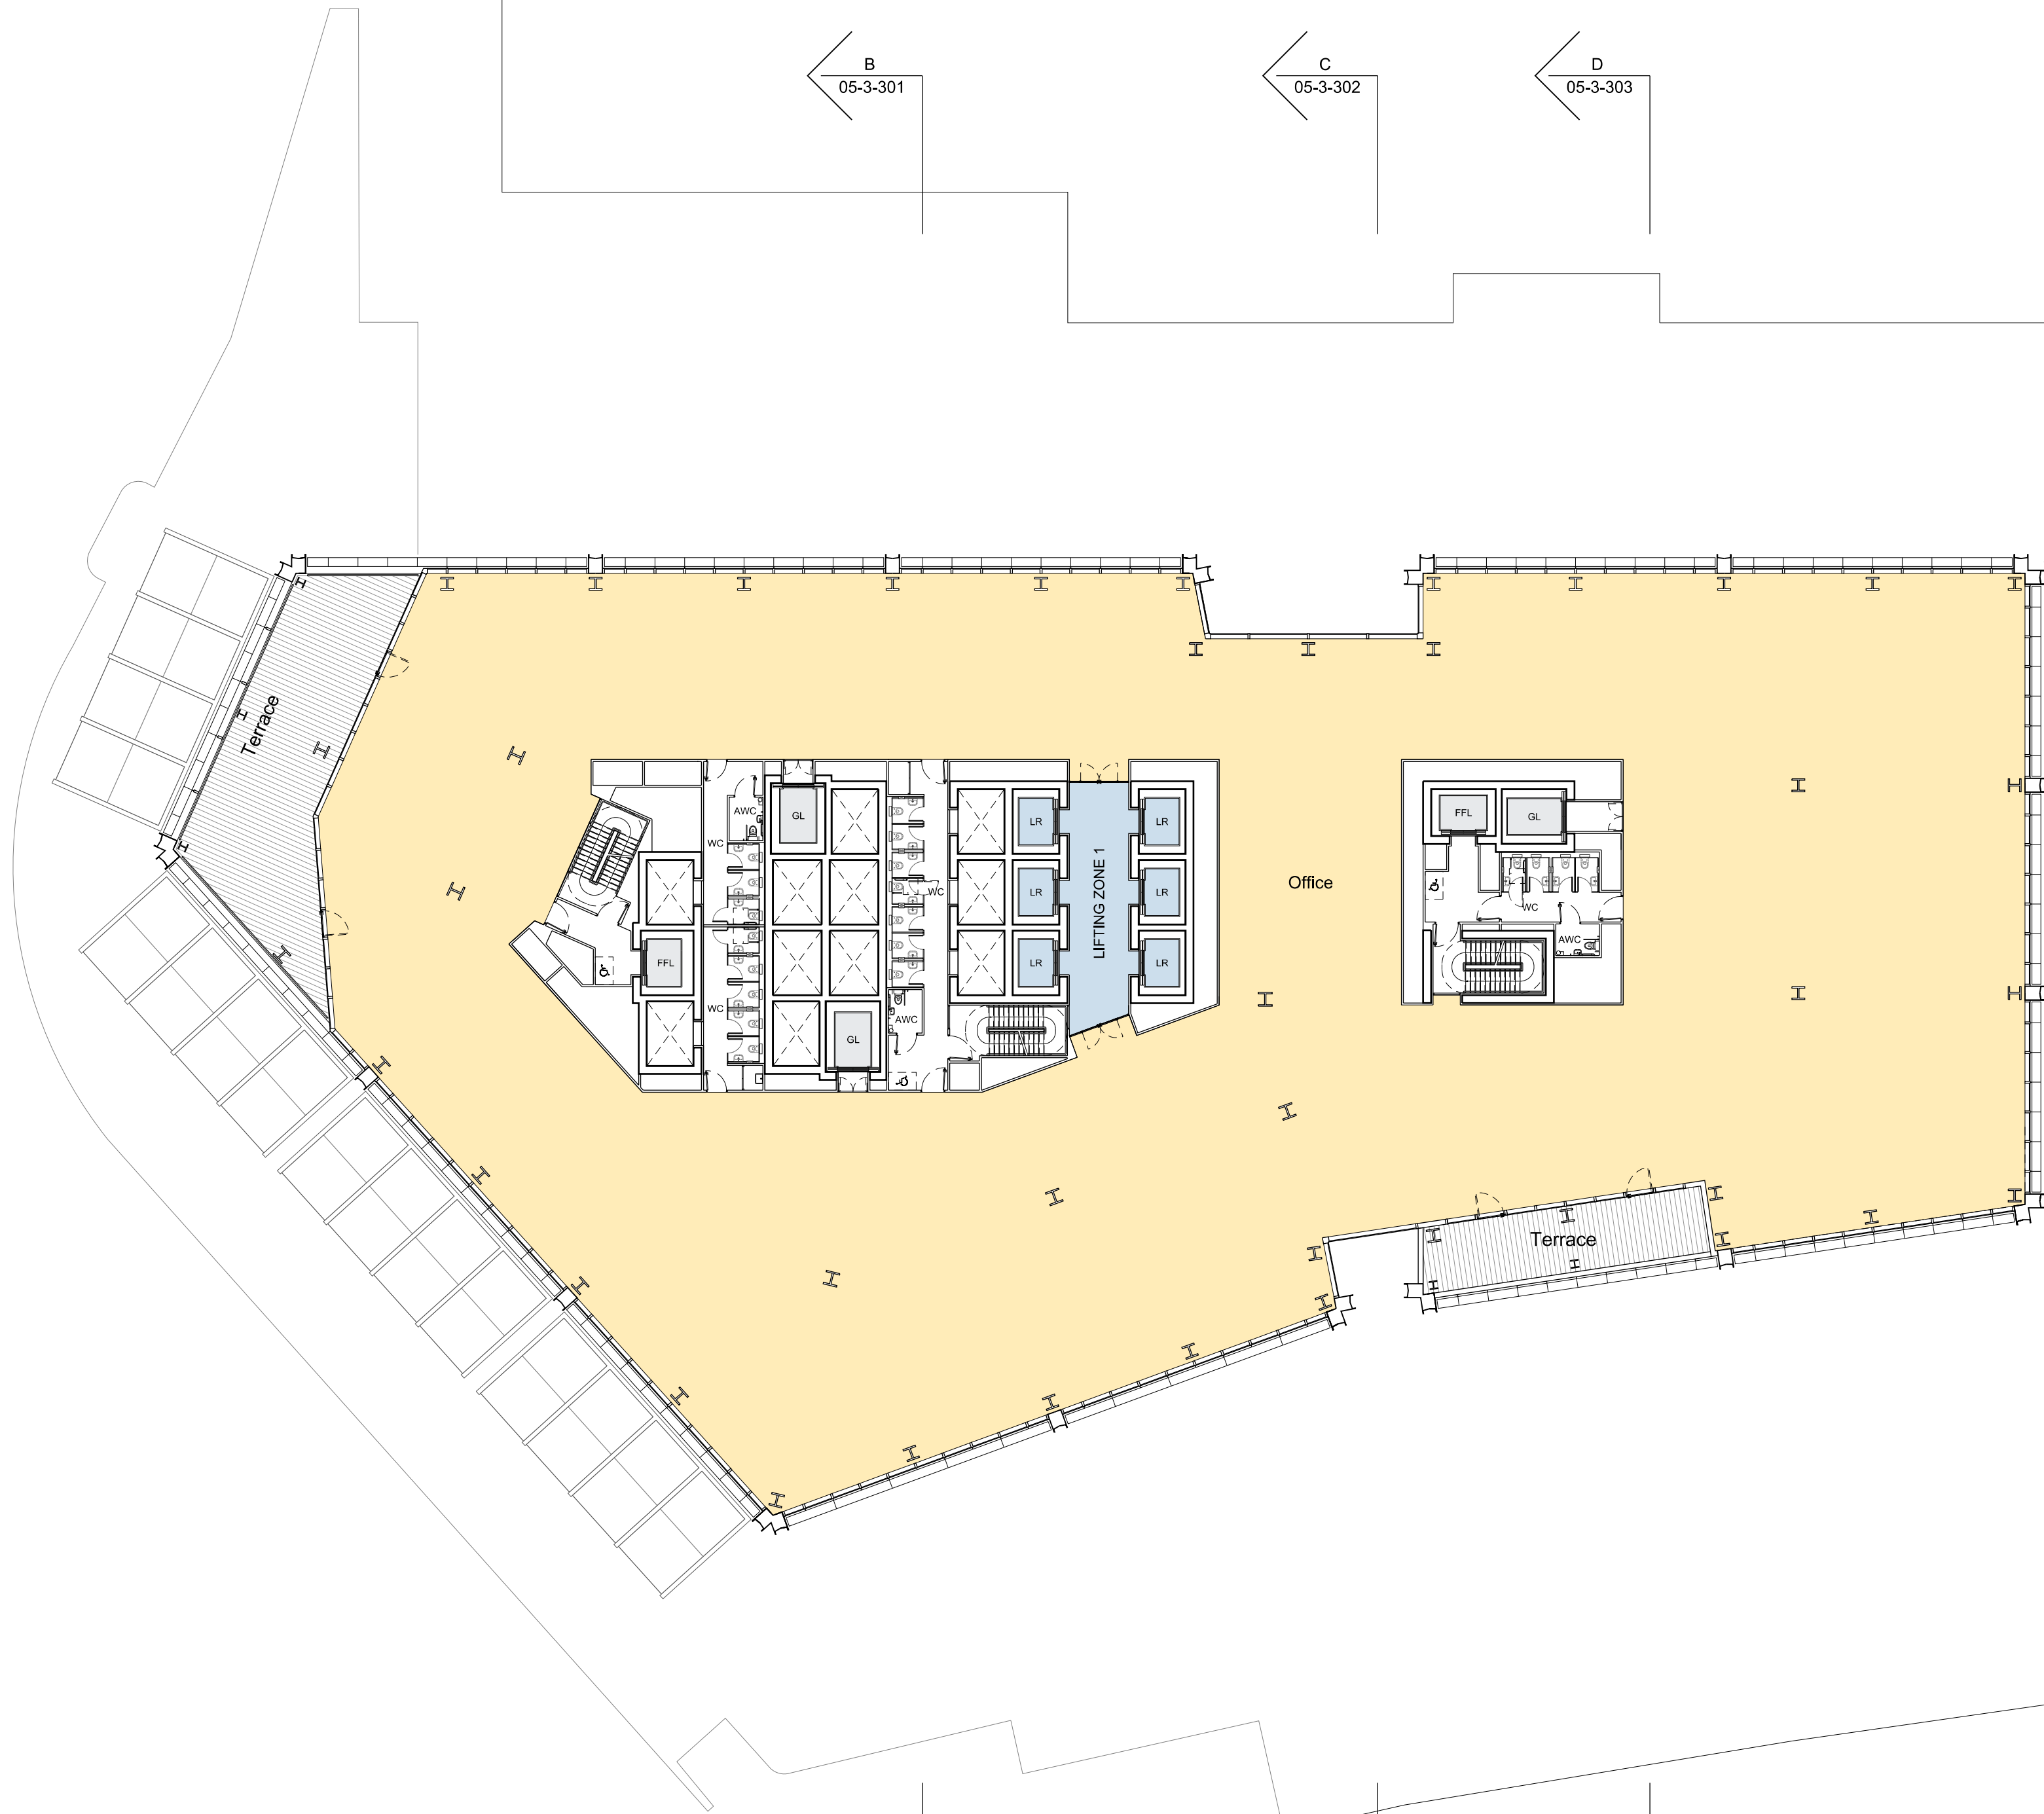 B
05-3-301
C
05-3-302
D
05-3-303
Terrace
AWC
GL
WC
LR
LR
FFL
GL
LIFTING ZONE 1
WC
LR
LR
Office
WC
AWC
FFL
LR
LR
WC
AWC
GL
Terrace